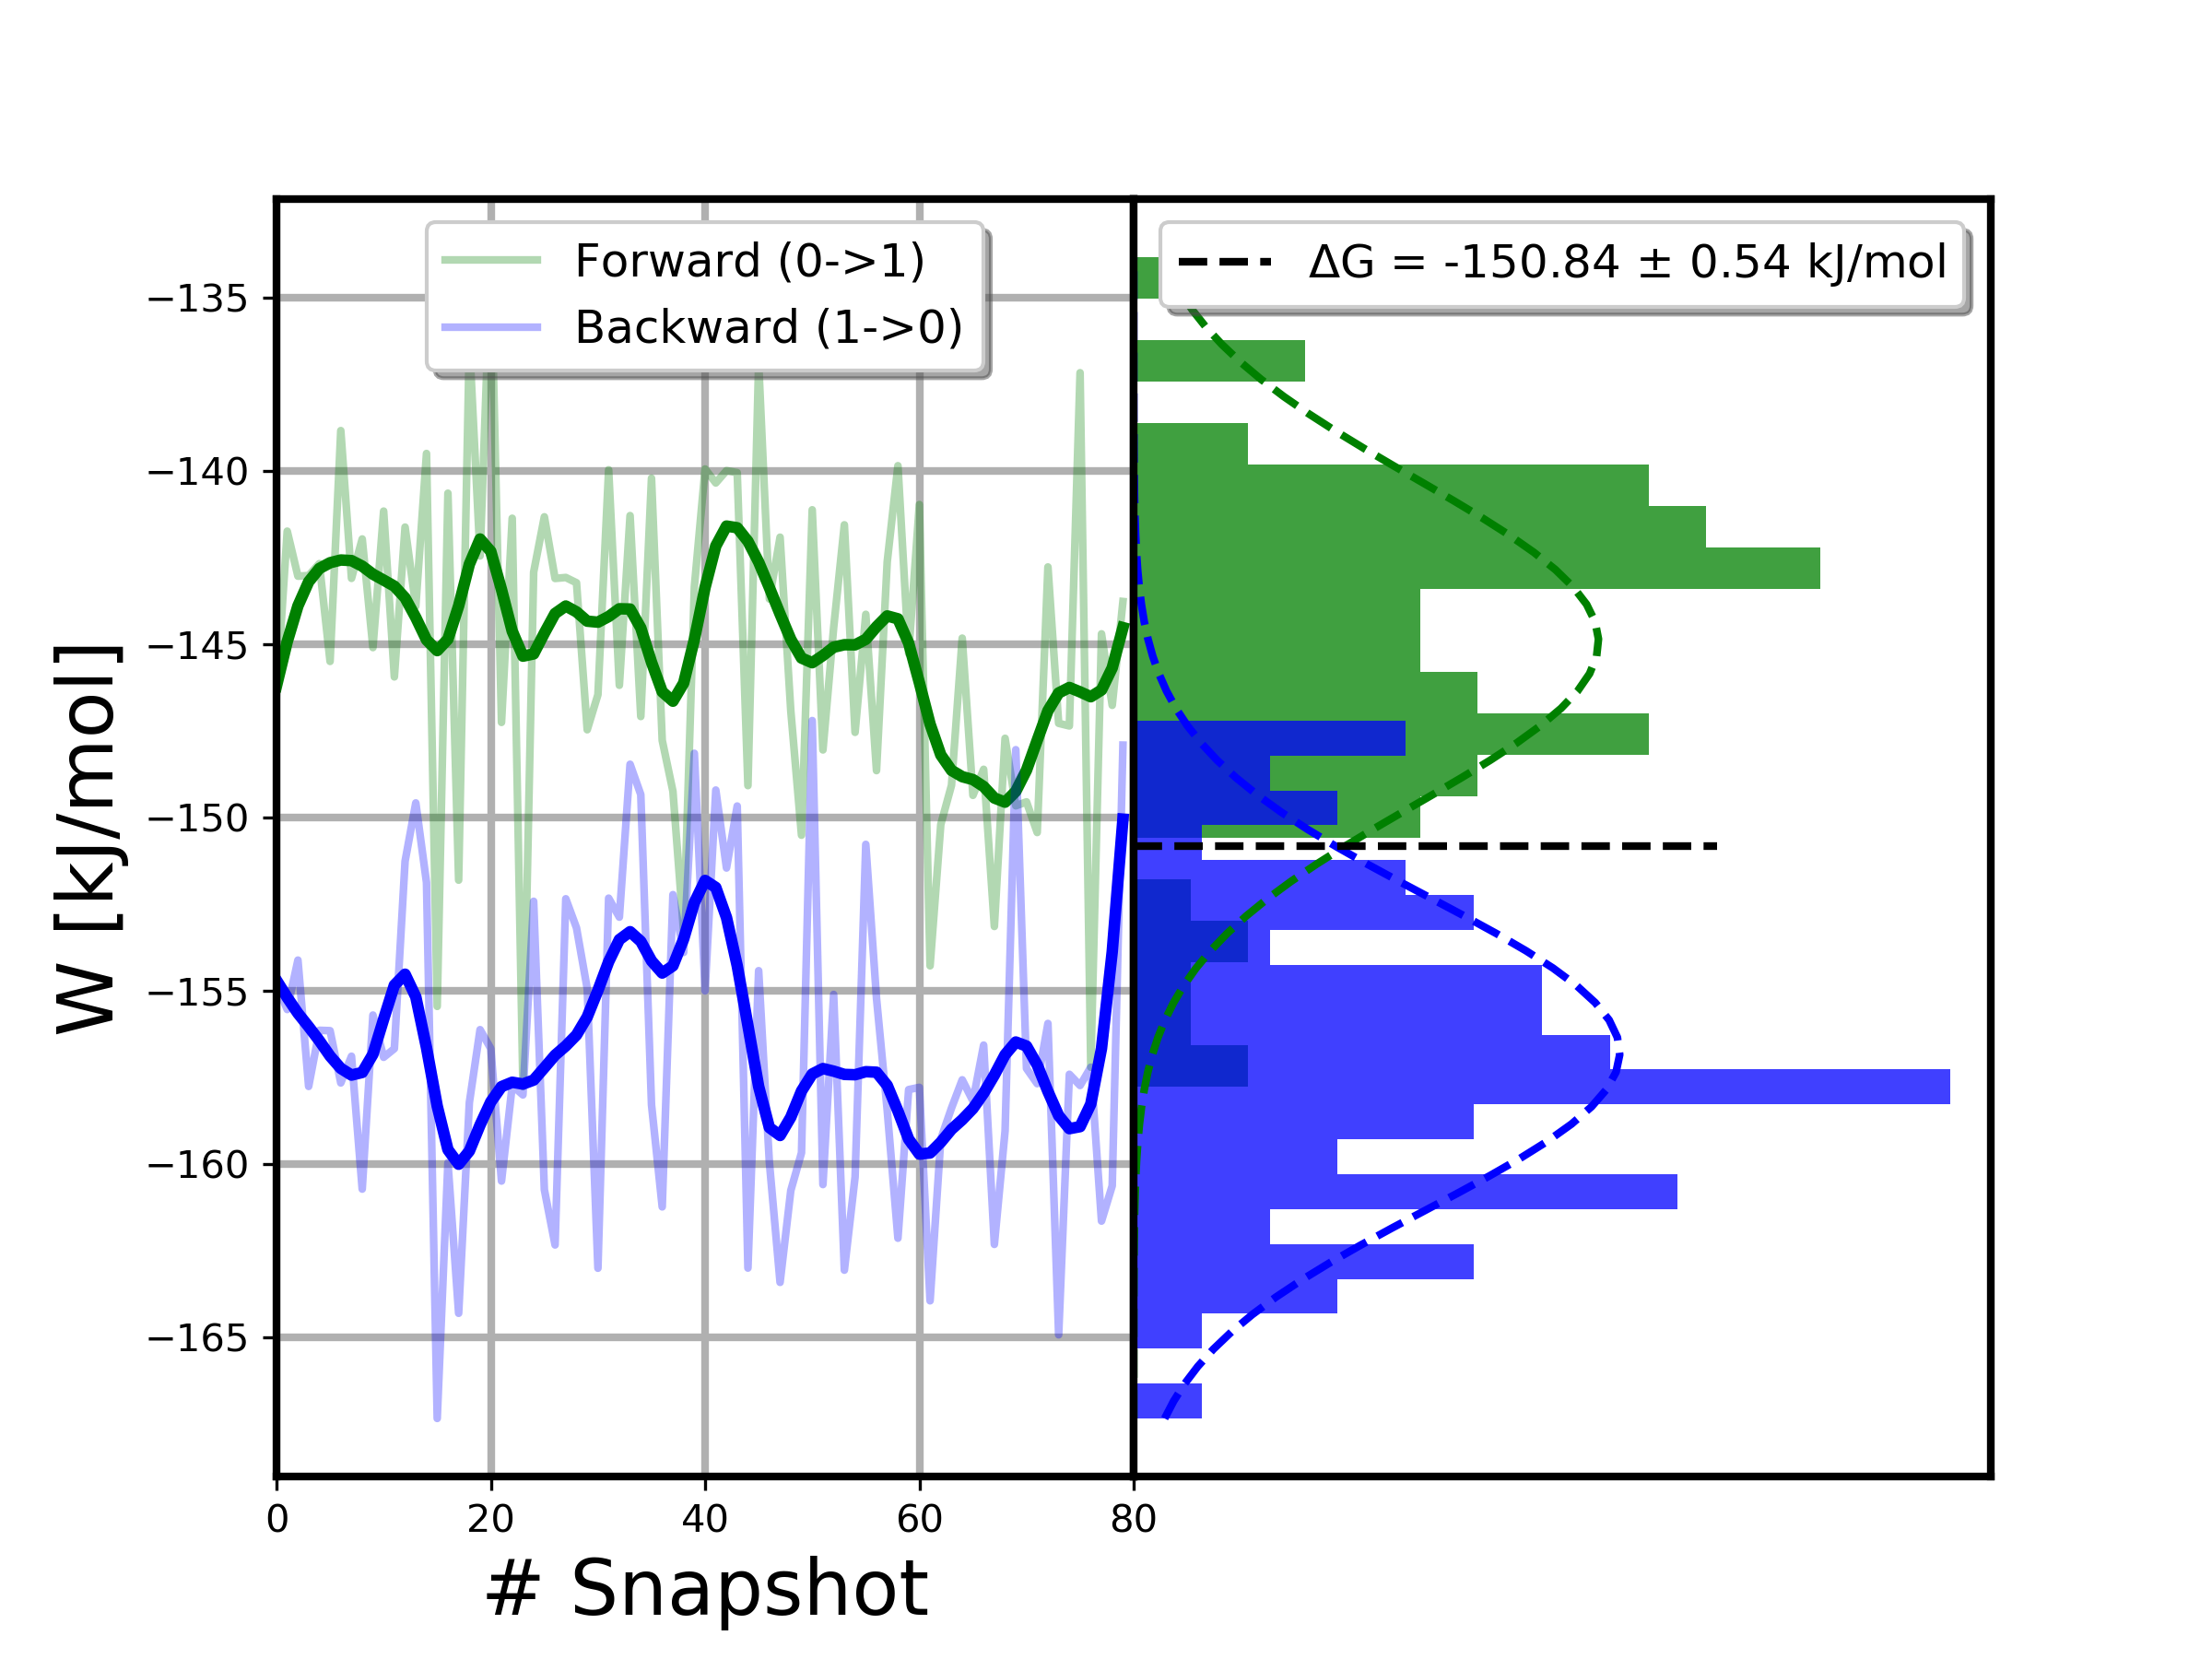 Forward (0->1)
Backward (1->0)
ΔG = -150.84 ± 0.54 kJ/mol
W [kJ/mol]
−135
−140
−145
−150
−155
−160
−165
0 20 40 60 80
# Snapshot